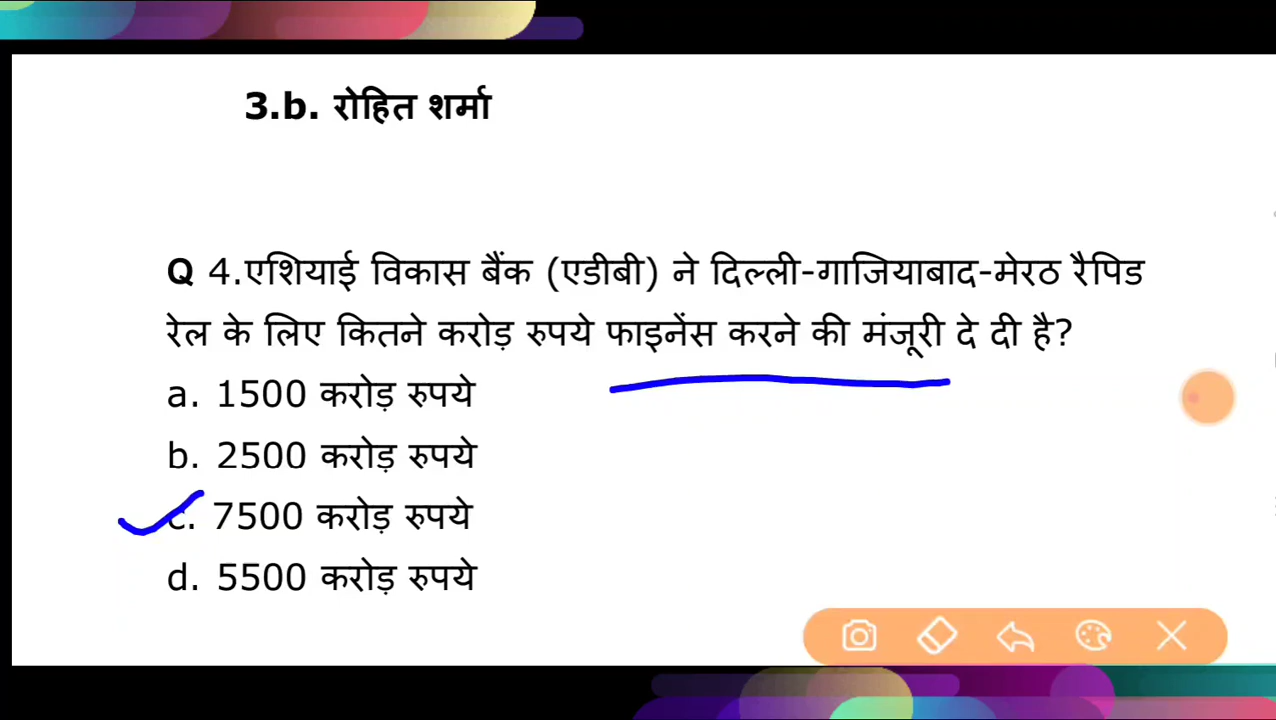 3.b. रोहित शर्मा
Q 4.एशियाई विकास बैंक (एडीबी) ने दिल्ली-गाजियाबाद-मेरठ रैपिड
रेल के लिए कितने करोड़ रुपये फाइनेंस करने की मंजूरी दे दी है?
a. 1500 करोड़ रुपये
b. 2500 करोड़ रुपये
c. 7500 करोड़ रुपये
d. 5500 करोड़ रुपये